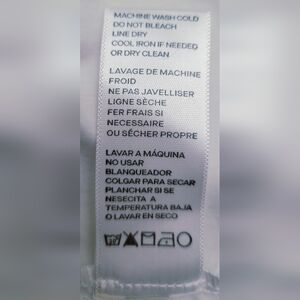 MACHINE WASH COLD
DO NOT BLEACH
LINE DRY
COOL IRON IF NEEDED
OR DRY CLEAN
LAVAGE DE MACHINE
FROID
NE PAS JAVELLISER
LIGNE SÈCHE
FER FRAIS SI
NECESSAIRE
OU SÉCHER PROPRE
LAVAR A MÁQUINA
NO USAR
BLANQUEADOR
COLGAR PARA SECAR
PLANCHAR SI SE
NESECITA A
TEMPERATURA BAJA
O LAVAR EN SECO